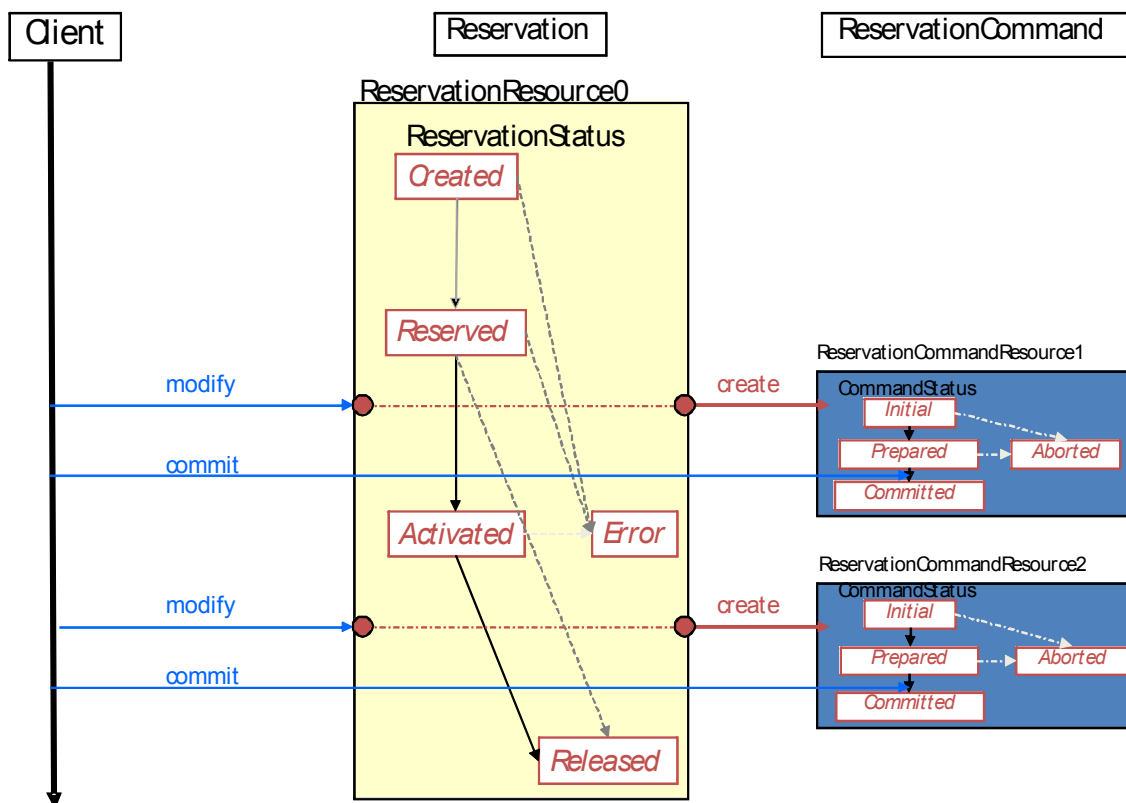 Client
Reservation
ReservationCommand
ReservationResource0
ReservationStatus
Created
Reserved
ReservationCommandResource1
modify
create
CommandStatus
Initial
commit
Prepared
Aborted
Committed
Activated
Error
ReservationCommandResource2
modify
create
CommandStatus
Initial
commit
Prepared
Aborted
Committed
Released